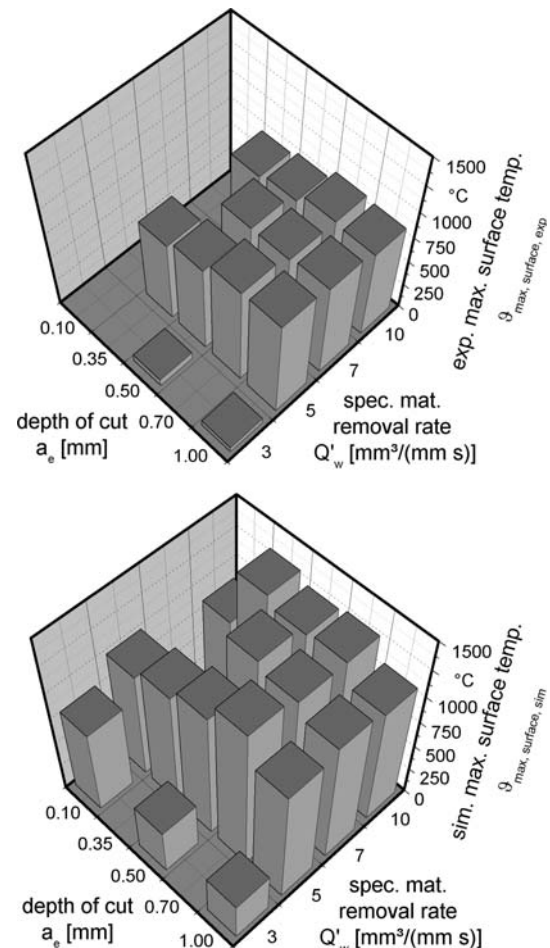 1500
°C
1000
750
500
250
0
exp. max. surface temp.
ϑmax, surface, exp
0.10
0.35
0.50
0.70
1.00
depth of cut
ae [mm]
10
7
5
3
spec. mat.
removal rate
Q'w [mm³/(mm s)]
1500
°C
1000
750
500
250
0
sim. max. surface temp.
ϑmax, surface, sim
0.10
0.35
0.50
0.70
1.00
depth of cut
ae [mm]
10
7
5
3
spec. mat.
removal rate
Q'w [mm³/(mm s)]